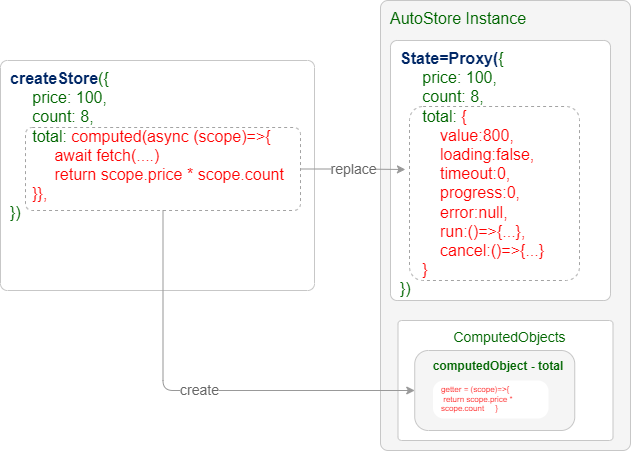 createStore({
price: 100,
count: 8,
total: computed(async (scope)=>{
await fetch(....)
return scope.price * scope.count
}},
})
replace
create
AutoStore Instance
State=Proxy({
price: 100,
count: 8,
total: {
value:800,
loading:false,
timeout:0,
progress:0,
error:null,
run:()=>{...},
cancel:()=>{...}
}
})
ComputedObjects
computedObject - total
getter = (scope)=>{
return scope.price *
scope.count }